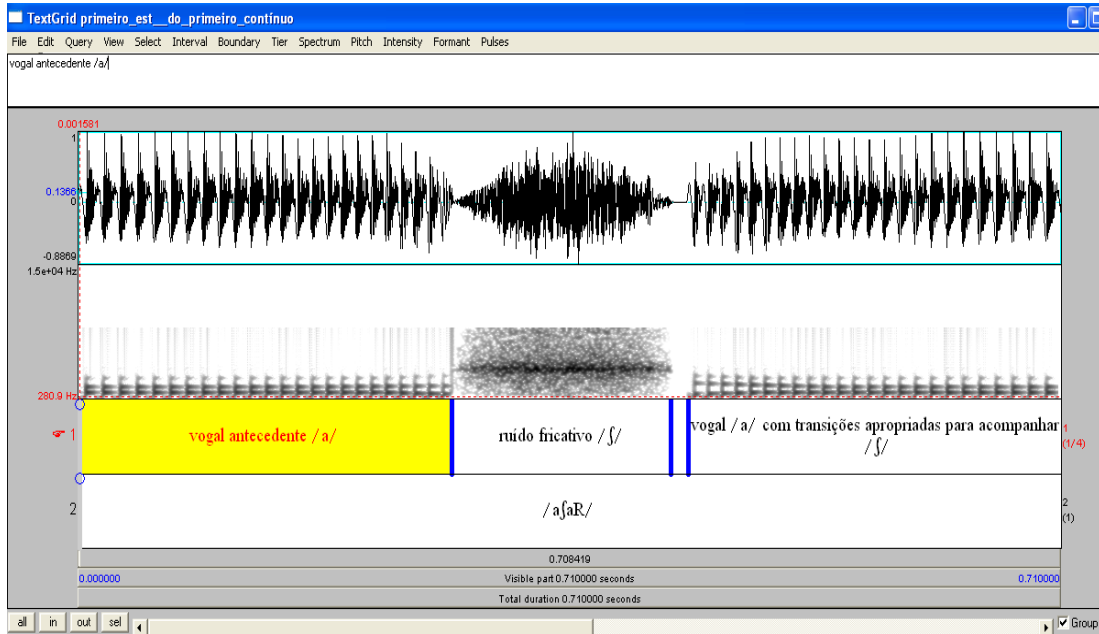 TextGrid primeiro_est__do_primeiro_contínuo
File Edit Query View Select Interval Boundary Tier Spectrum Pitch Intensity Formant Pulses
vogal antecedente /a/
0.001581
1
0.1366
0
-0.8869
1.5e+04 Hz
280.9 Hz
1
vogal antecedente /a/
ruído fricativo /ʃ/
vogal /a/ com transições apropriadas para acompanhar
/ʃ/
1
(1/4)
2
/aʃaR/
2
(1)
0.708419
0.000000
Visible part 0.710000 seconds
0.710000
Total duration 0.710000 seconds
all in out sel
Group